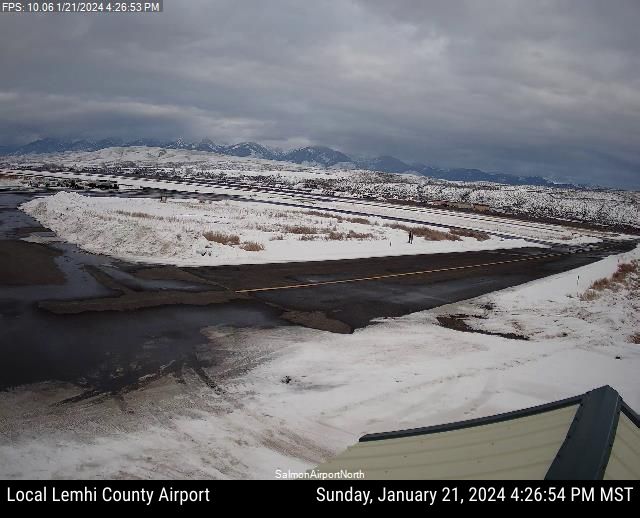 FPS: 10.06 1/21/2024 4:26:53 PM
SalmonAirportNorth
Local Lemhi County Airport Sunday, January 21, 2024 4:26:54 PM MST